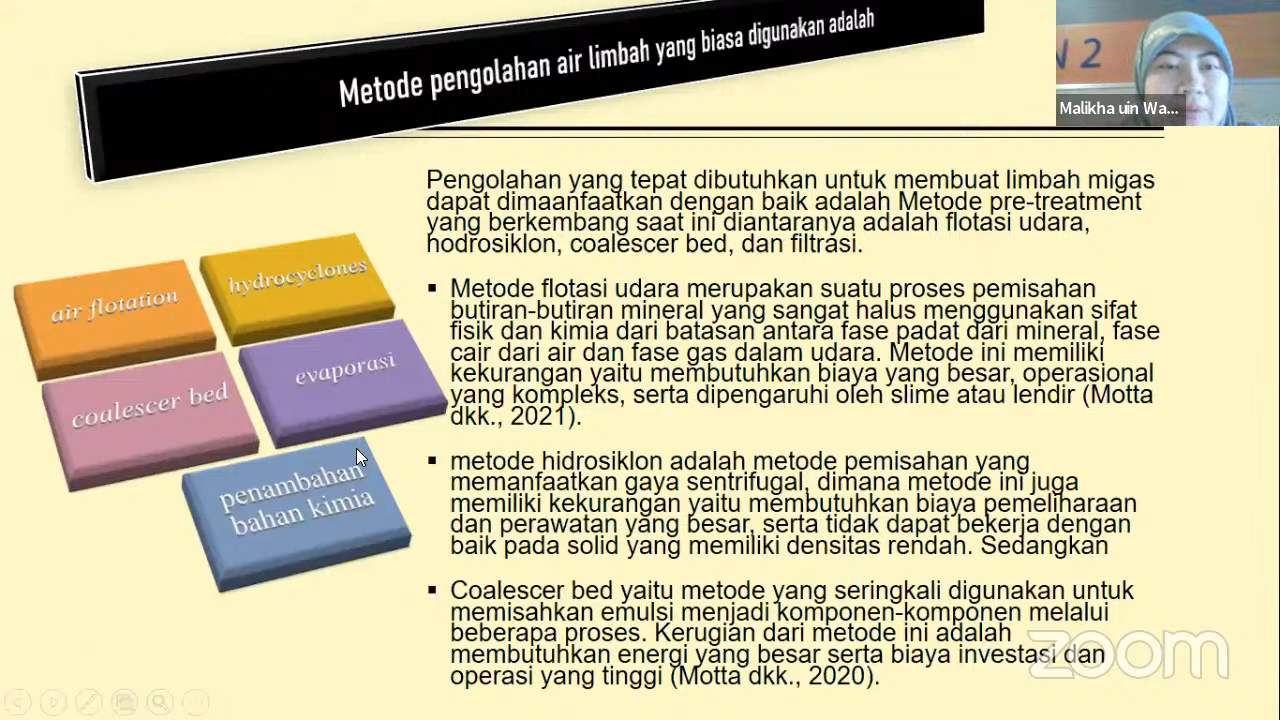 Metode pengolahan air limbah yang biasa digunakan adalah
N 2
Malikha uin Wa...
Pengolahan yang tepat dibutuhkan untuk membuat limbah migas
dapat dimaanfaatkan dengan baik adalah Metode pre-treatment
yang berkembang saat ini diantaranya adalah flotasi udara,
hodrosiklon, coalescer bed, dan filtrasi.
air flotation
hydrocyclones
coalescer bed
evaporasi
penambahan
bahan kimia
▪ Metode flotasi udara merupakan suatu proses pemisahan
butiran-butiran mineral yang sangat halus menggunakan sifat
fisik dan kimia dari batasan antara fase padat dari mineral, fase
cair dari air dan fase gas dalam udara. Metode ini memiliki
kekurangan yaitu membutuhkan biaya yang besar, operasional
yang kompleks, serta dipengaruhi oleh slime atau lendir (Motta
dkk., 2021).
▪ metode hidrosiklon adalah metode pemisahan yang
memanfaatkan gaya sentrifugal, dimana metode ini juga
memiliki kekurangan yaitu membutuhkan biaya pemeliharaan
dan perawatan yang besar, serta tidak dapat bekerja dengan
baik pada solid yang memiliki densitas rendah. Sedangkan
▪ Coalescer bed yaitu metode yang seringkali digunakan untuk
memisahkan emulsi menjadi komponen-komponen melalui
beberapa proses. Kerugian dari metode ini adalah
membutuhkan energi yang besar serta biaya investasi dan
operasi yang tinggi (Motta dkk., 2020).
zoom